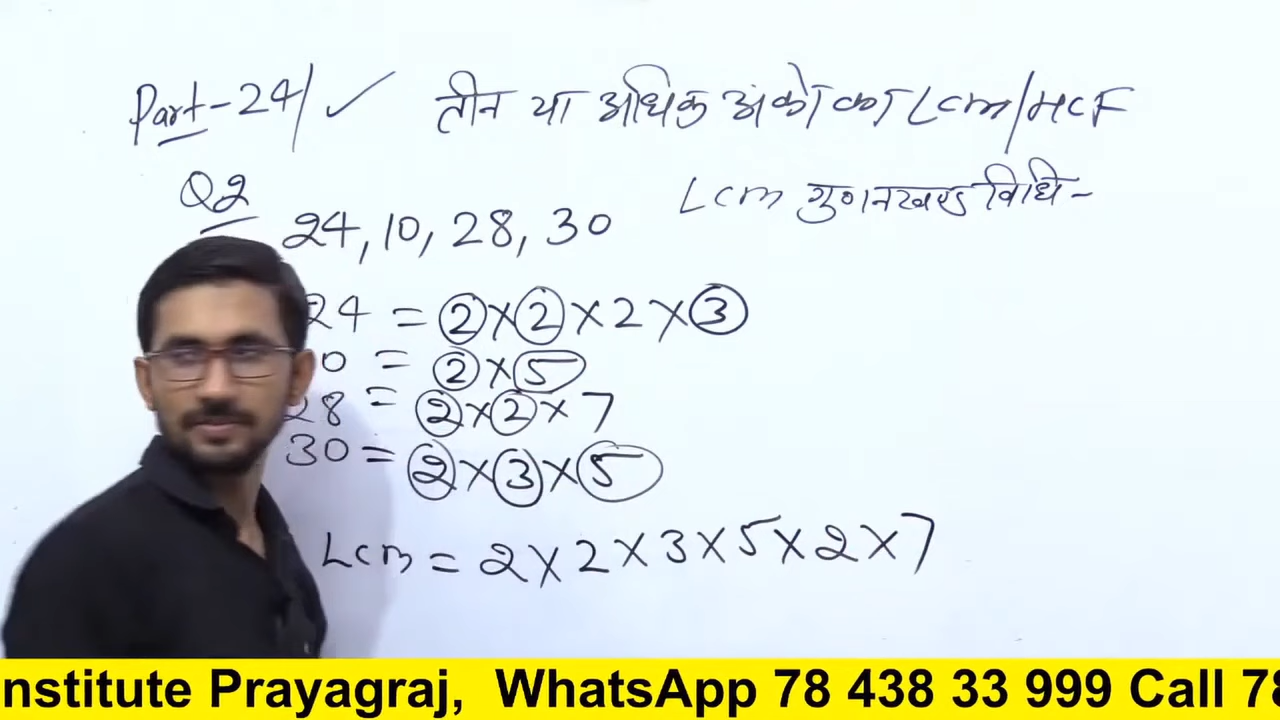 Part-24/ ✓ तीन या अधिक अंको का Lcm/HCF
Q2
Lcm गुणनखण्ड विधि -
24, 10, 28, 30
24 = 2×2×2×3
0 = 2×5
28 = 2×2×7
30 = 2×3×5
Lcm = 2×2×3×5×2×7
nstitute Prayagraj, WhatsApp 78 438 33 999 Call 78